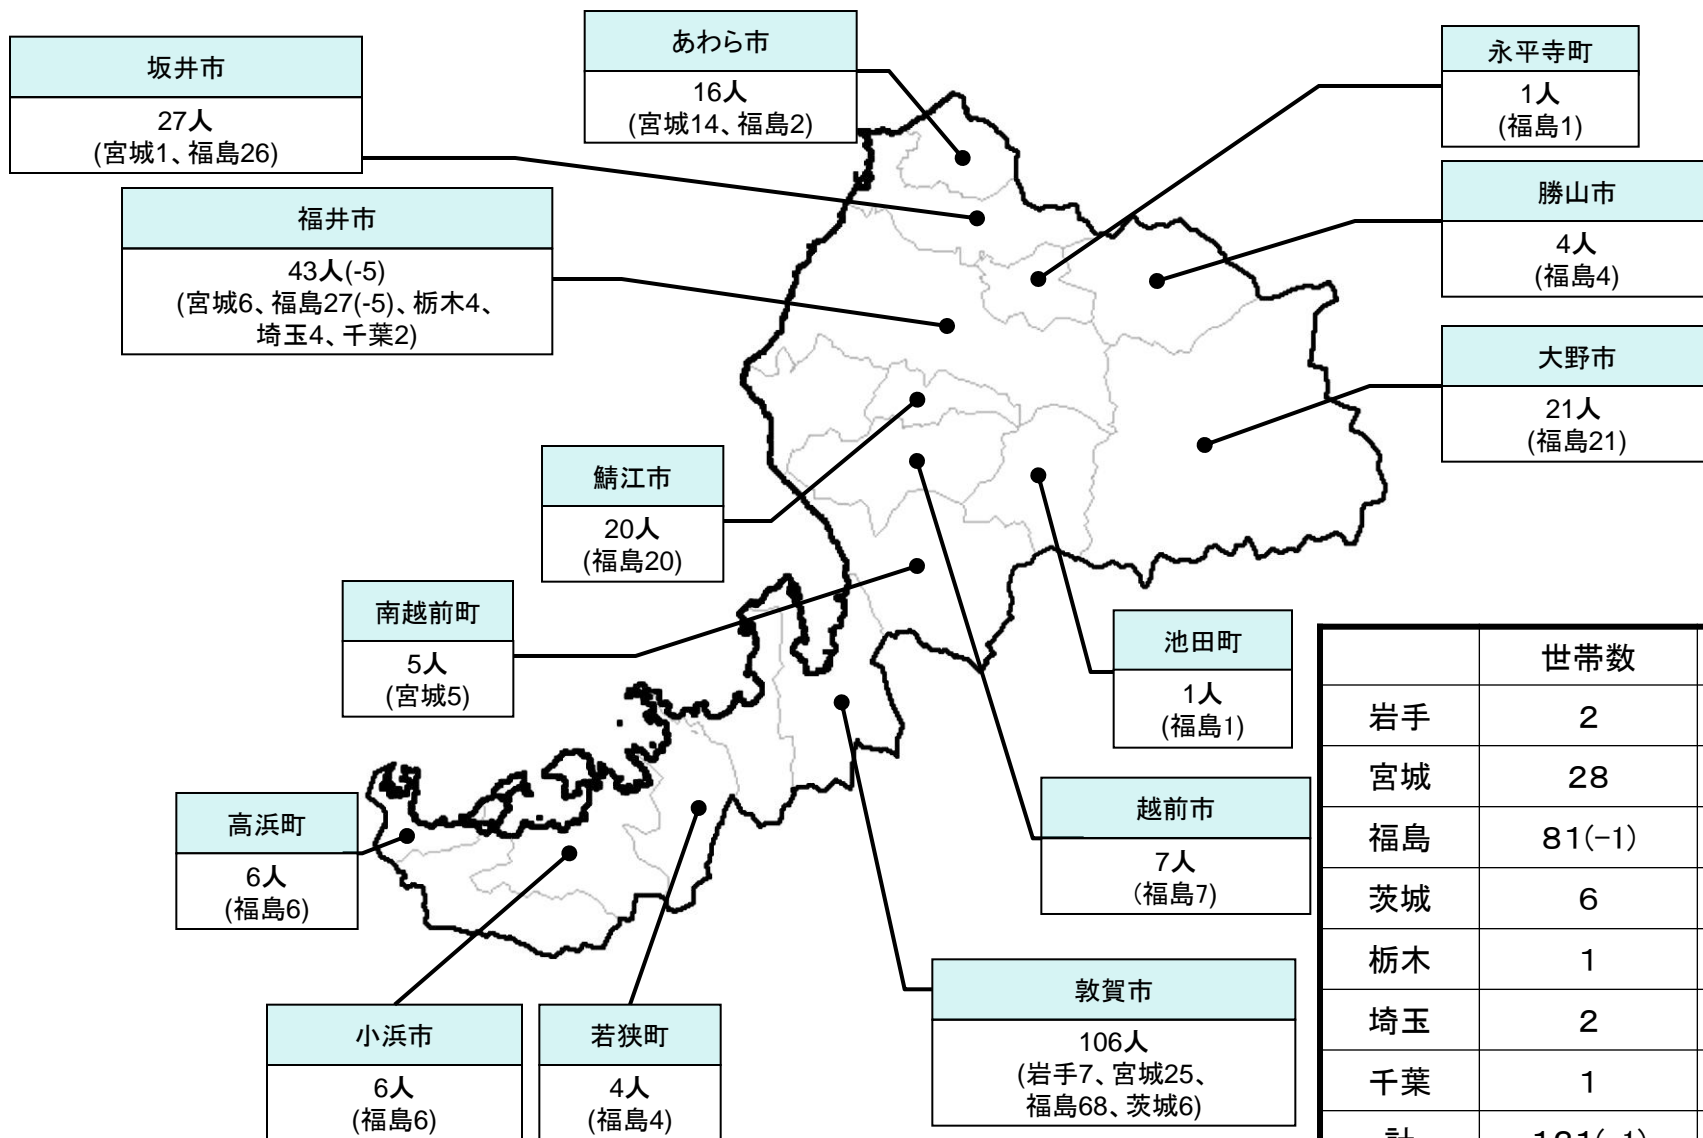 坂井市
27人
(宮城1、福島26)
あわら市
16人
(宮城14、福島2)
永平寺町
1人
(福島1)
福井市
43人(-5)
(宮城6、福島27(-5)、栃木4、
埼玉4、千葉2)
勝山市
4人
(福島4)
大野市
21人
(福島21)
鯖江市
20人
(福島20)
南越前町
5人
(宮城5)
池田町
1人
(福島1)
越前市
7人
(福島7)
高浜町
6人
(福島6)
小浜市
6人
(福島6)
若狭町
4人
(福島4)
敦賀市
106人
(岩手7、宮城25、
福島68、茨城6)
世帯数
岩手 2
宮城 28
福島 81(-1)
茨城 6
栃木 1
埼玉 2
千葉 1
計 121(-1)